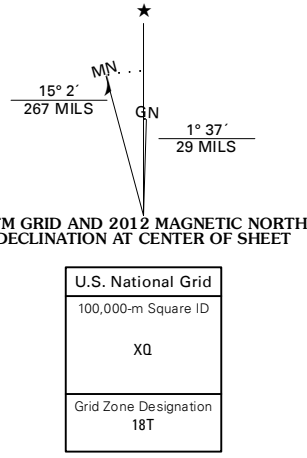 ★
MN
15° 2´
267 MILS
GN
1° 37´
29 MILS
TM GRID AND 2012 MAGNETIC NORTH
DECLINATION AT CENTER OF SHEET
U.S. National Grid
100,000-m Square ID
XQ
Grid Zone Designation
18T